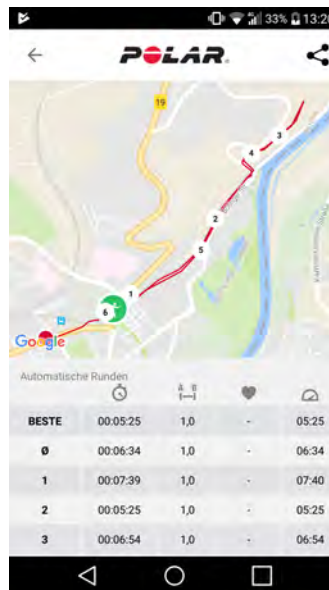 33% 13:20
POLAR
19
3
4
2
5
1
6
Google
Automatische Runden
A B
BESTE 00:05:25 1,0 - 05:25
Ø 00:06:34 1,0 - 06:34
1 00:07:39 1,0 - 07:40
2 00:05:25 1,0 - 05:25
3 00:06:54 1,0 - 06:54